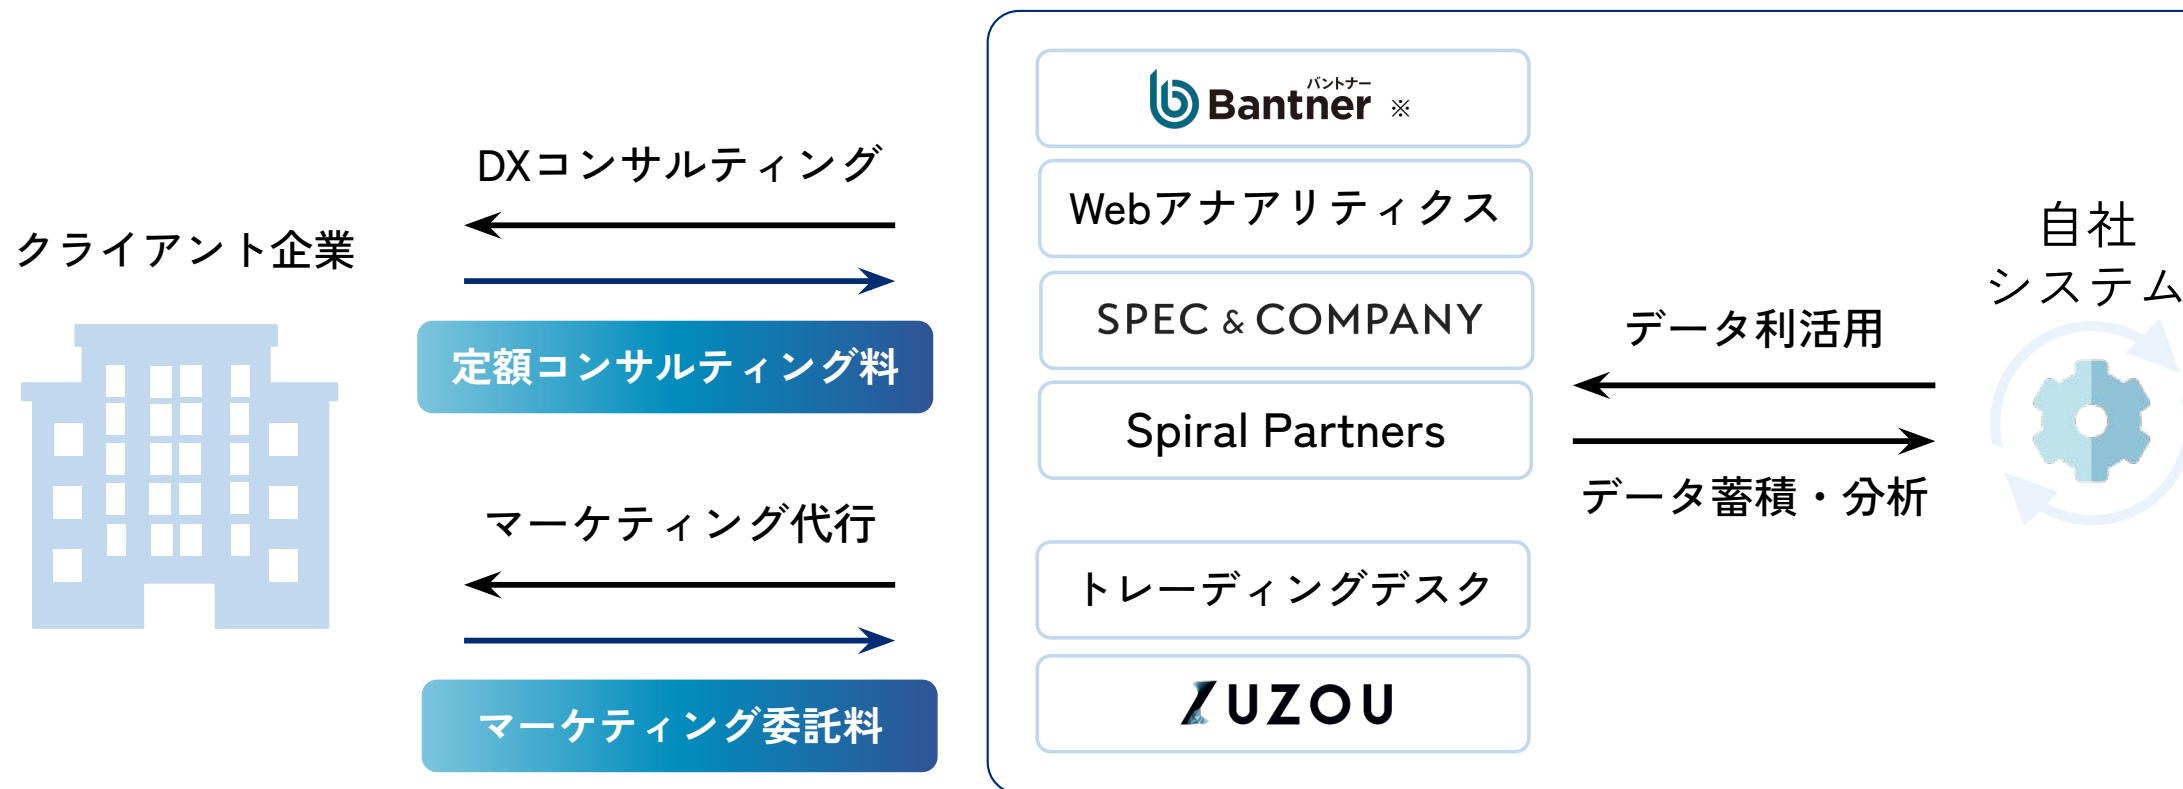 クライアント企業
DXコンサルティング
定額コンサルティング料
マーケティング代行
マーケティング委託料
バントナー
Bantner ※
Webアナアリティクス
SPEC & COMPANY
Spiral Partners
トレーディングデスク
ZUZOU
データ利活用
データ蓄積・分析
自社
システム